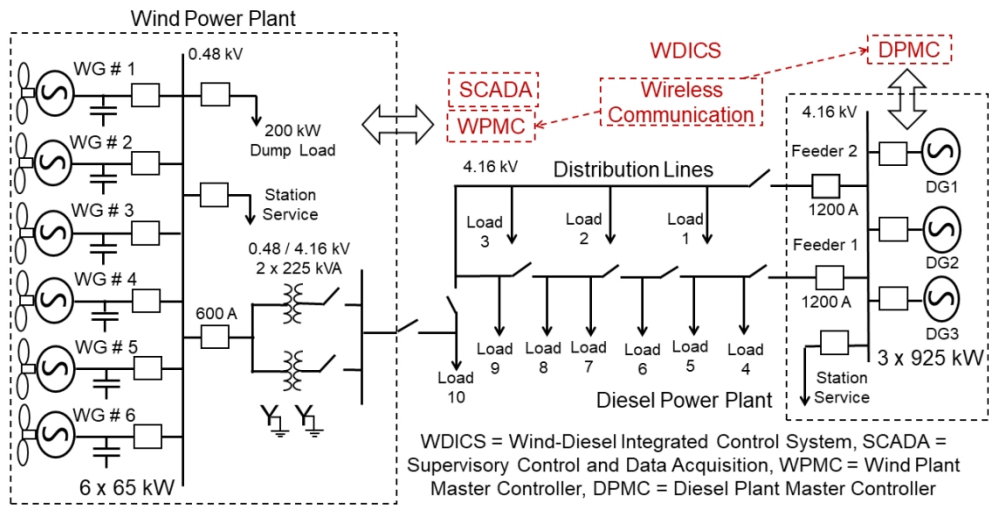 Wind Power Plant
0.48 kV
WG # 1
WG # 2
WG # 3
WG # 4
WG # 5
WG # 6
6 x 65 kW
200 kW
Dump Load
Station
Service
0.48 / 4.16 kV
2 x 225 kVA
600 A
Y Y
WDICS
SCADA
WPMC
Wireless
Communication
DPMC
4.16 kV
Distribution Lines
Load
3
Load
2
Load
1
Load
10
Load
9
Load
8
Load
7
Load
6
Load
5
Load
4
4.16 kV
Feeder 2
1200 A
Feeder 1
1200 A
S
S
S
S
S
S
S
DG1
S
DG2
S
DG3
3 x 925 kW
Station
Service
Diesel Power Plant
WDICS = Wind-Diesel Integrated Control System, SCADA =
Supervisory Control and Data Acquisition, WPMC = Wind Plant
Master Controller, DPMC = Diesel Plant Master Controller